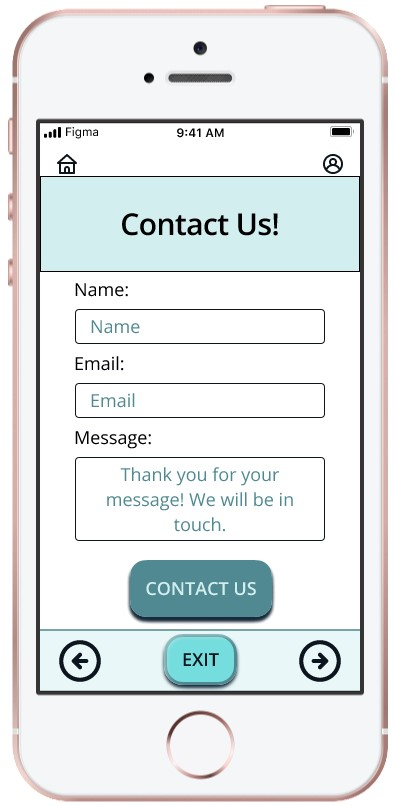 Figma 9:41 AM
Contact Us!
Name:
Name
Email:
Email
Message:
Thank you for your
message! We will be in
touch.
CONTACT US
EXIT